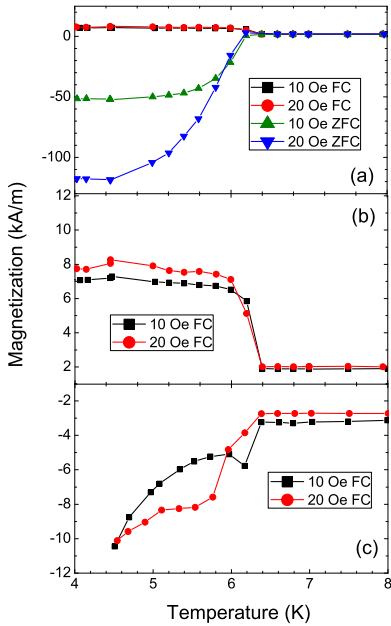 0
-50
-100
10 Oe FC
20 Oe FC
10 Oe ZFC
20 Oe ZFC
(a)
12
10
8
6
4
2
(b)
10 Oe FC
20 Oe FC
Magnetization (kA/m)
-2
-4
-6
-8
-10
-12
10 Oe FC
20 Oe FC
(c)
4 5 6 7 8
Temperature (K)